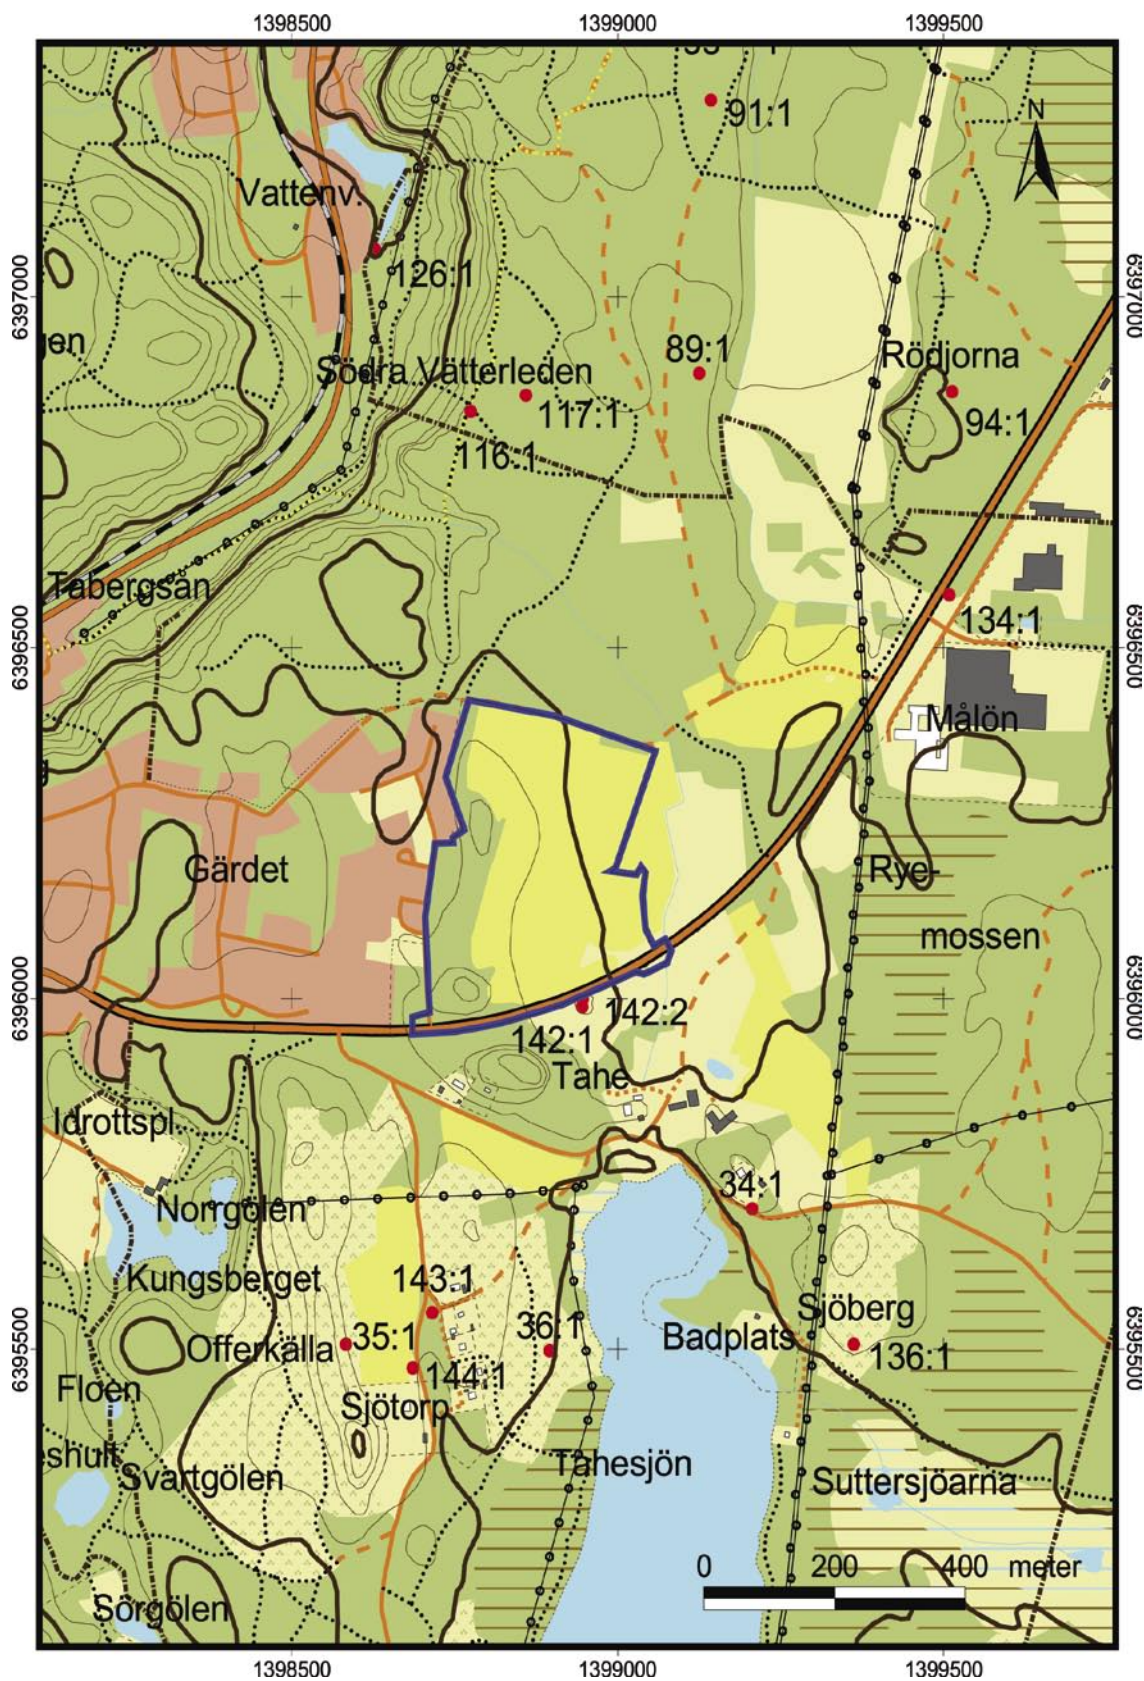 1398500 1399000 1399500
91:1
N
Vattenv.
126:1
6397000 6397000
gen
89:1
Rödjorna
Södra Vätterleden
117:1
94:1
116:1
Tabergsån
134:1
6396500 6396500
Målön
g
Gärdet
Rye-
mossen
6396000 6396000
142:2
142:1
Tahe
Idrottspl.
34:1
Norrgölen
Kungsberget
143:1
Sjöberg
36:1
35:1
Badplats
Offerkälla
136:1
6395500 6395500
144:1
Floen
Sjötorp
eshult
Tahesjön
Svartgölen
Suttersjöarna
0 200 400 meter
Sörgölen
1398500 1399000 1399500